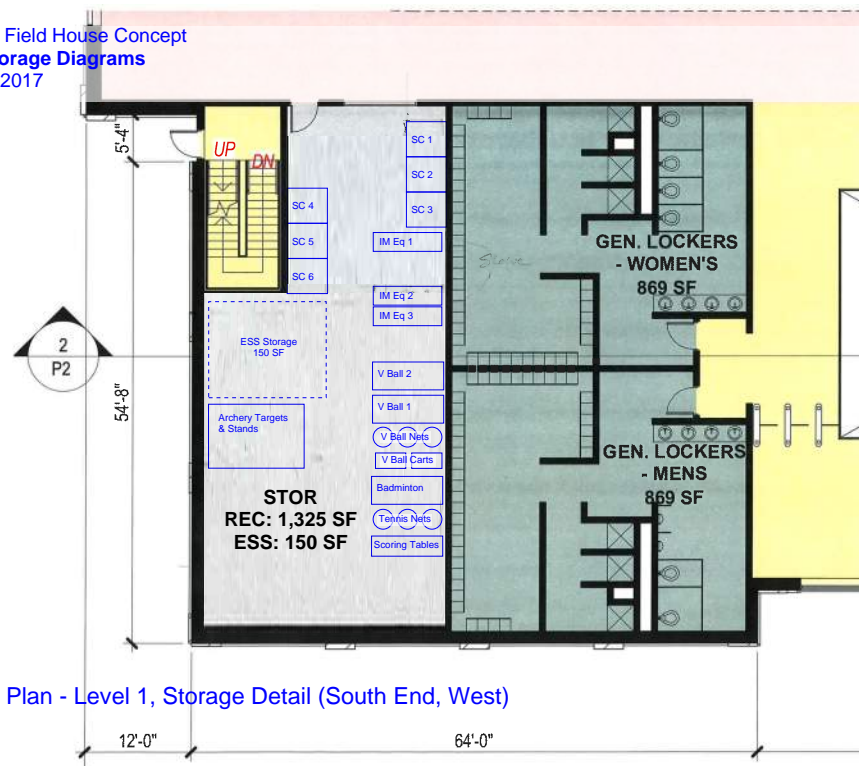 Field House Concept
orage Diagrams
2017
5'-4"
UP
DN
SC 1
SC 2
SC 3
SC 4
SC 5
SC 6
IM Eq 1
IM Eq 2
IM Eq 3
GEN. LOCKERS
- WOMEN'S
869 SF
2
P2
ESS Storage
150 SF
54'-8"
V Ball 2
V Ball 1
Archery Targets
& Stands
V Ball Nets
V Ball Carts
Badminton
Tennis Nets
Scoring Tables
GEN. LOCKERS
- MENS
869 SF
STOR
REC: 1,325 SF
ESS: 150 SF
Plan - Level 1, Storage Detail (South End, West)
12'-0"
64'-0"